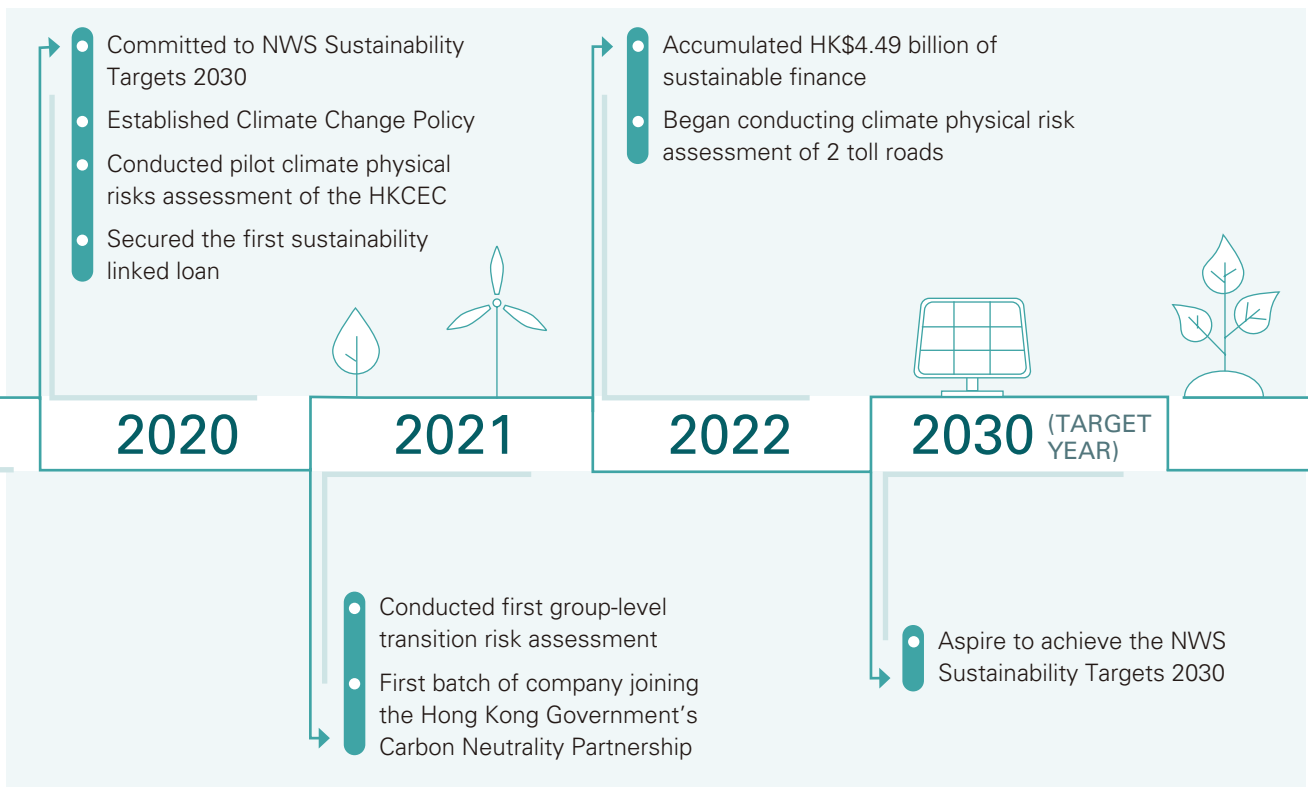 Committed to NWS Sustainability
Targets 2030
Established Climate Change Policy
Conducted pilot climate physical
risks assessment of the HKCEC
Secured the first sustainability
linked loan
Accumulated HK$4.49 billion of
sustainable finance
Began conducting climate physical risk
assessment of 2 toll roads
2020
2021
2022
2030 (TARGET
YEAR)
Conducted first group-level
transition risk assessment
First batch of company joining
the Hong Kong Government’s
Carbon Neutrality Partnership
Aspire to achieve the NWS
Sustainability Targets 2030